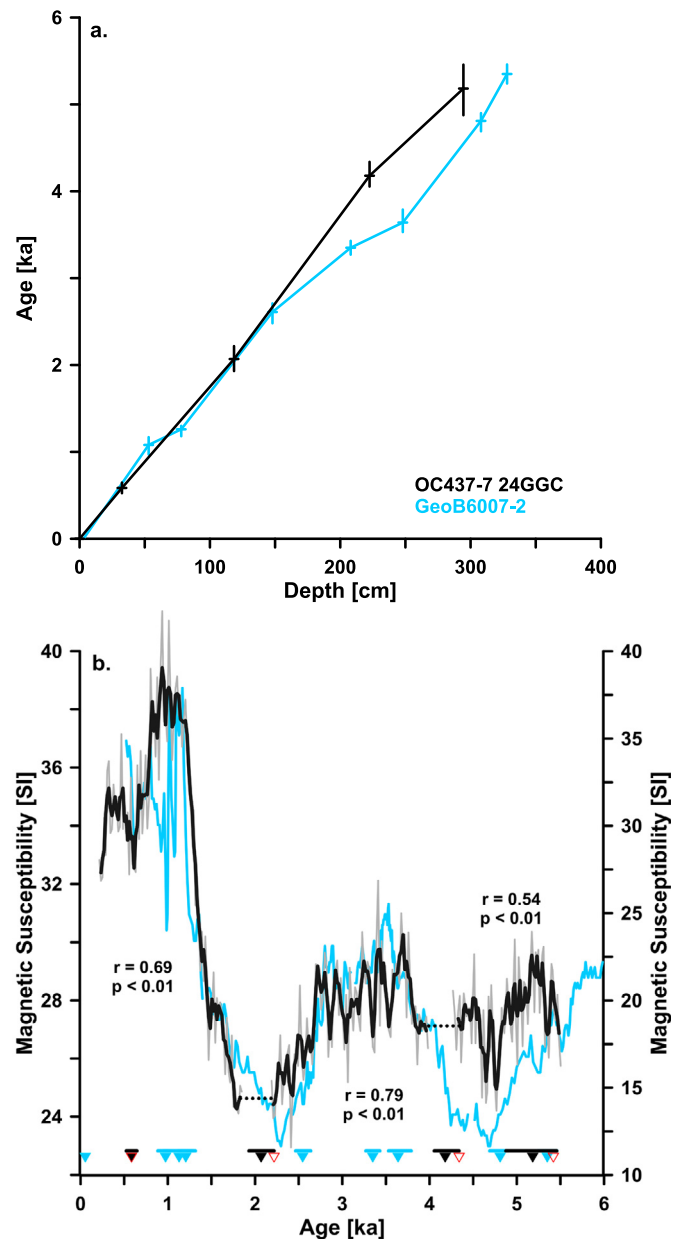 a.
6
4
2
0
Age [ka]
OC437-7 24GGC
GeoB6007-2
0 100 200 300 400
Depth [cm]
b.
40
36
32
28
24
Magnetic Susceptibility [SI]
40
35
30
25
20
15
10
Magnetic Susceptibility [SI]
r = 0.54
p < 0.01
r = 0.69
p < 0.01
r = 0.79
p < 0.01
0 1 2 3 4 5 6
Age [ka]